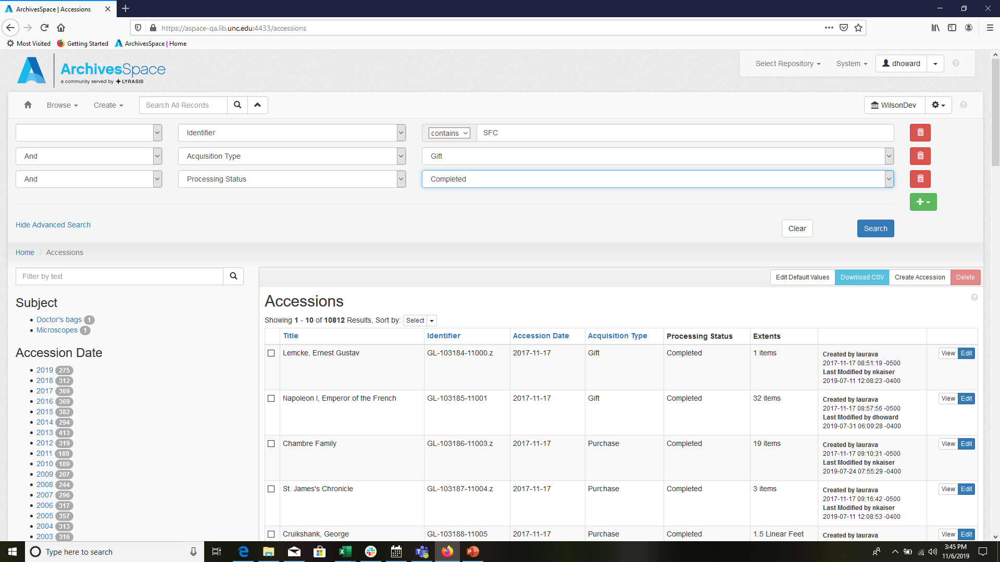 ArchivesSpace | Accessions
https://aspace-qa.lib.unc.edu:4433/accessions
Most Visited Getting Started ArchivesSpace | Home
ArchivesSpace
a community served by LYRASIS
Select Repository System dhoward
Browse Create Search All Records WilsonDev
Identifier contains SFC
And Acquisition Type Gift
And Processing Status Completed
Hide Advanced Search Clear Search
Home / Accessions
Filter by text
Edit Default Values Download CSV Create Accession Delete
Subject
Doctor's bags 1
Microscopes 1
Accession Date
2019 275
2018 312
2017 369
2016 369
2015 382
2014 294
2013 413
2012 319
2011 189
2010 189
2009 207
2008 244
2007 296
2006 317
2005 357
2004 313
2003 316
Accessions
Showing 1 - 10 of 10812 Results, Sort by: Select
Title Identifier Accession Date Acquisition Type Processing Status Extents
Lemcke, Ernest Gustav GL-103184-11000.z 2017-11-17 Gift Completed 1 items View Edit
Created by laurava
2017-11-17 08:51:19 -0500
Last Modified by nkaiser
2019-07-11 12:08:23 -0400
Napoleon I, Emperor of the French GL-103185-11001 2017-11-17 Gift Completed 32 items View Edit
Created by laurava
2017-11-17 08:57:56 -0500
Last Modified by dhoward
2019-07-31 06:09:28 -0400
Chambre Family GL-103186-11003.z 2017-11-17 Purchase Completed 19 items View Edit
Created by laurava
2017-11-17 09:10:31 -0500
Last Modified by nkaiser
2019-07-24 07:55:29 -0400
St. James's Chronicle GL-103187-11004.z 2017-11-17 Purchase Completed 3 items View Edit
Created by laurava
2017-11-17 09:16:42 -0500
Last Modified by nkaiser
2019-07-11 12:08:53 -0400
Cruikshank, George GL-103188-11005 2017-11-17 Purchase Completed 1.5 Linear Feet View Edit
Created by laurava
Type here to search
3:45 PM
11/6/2019